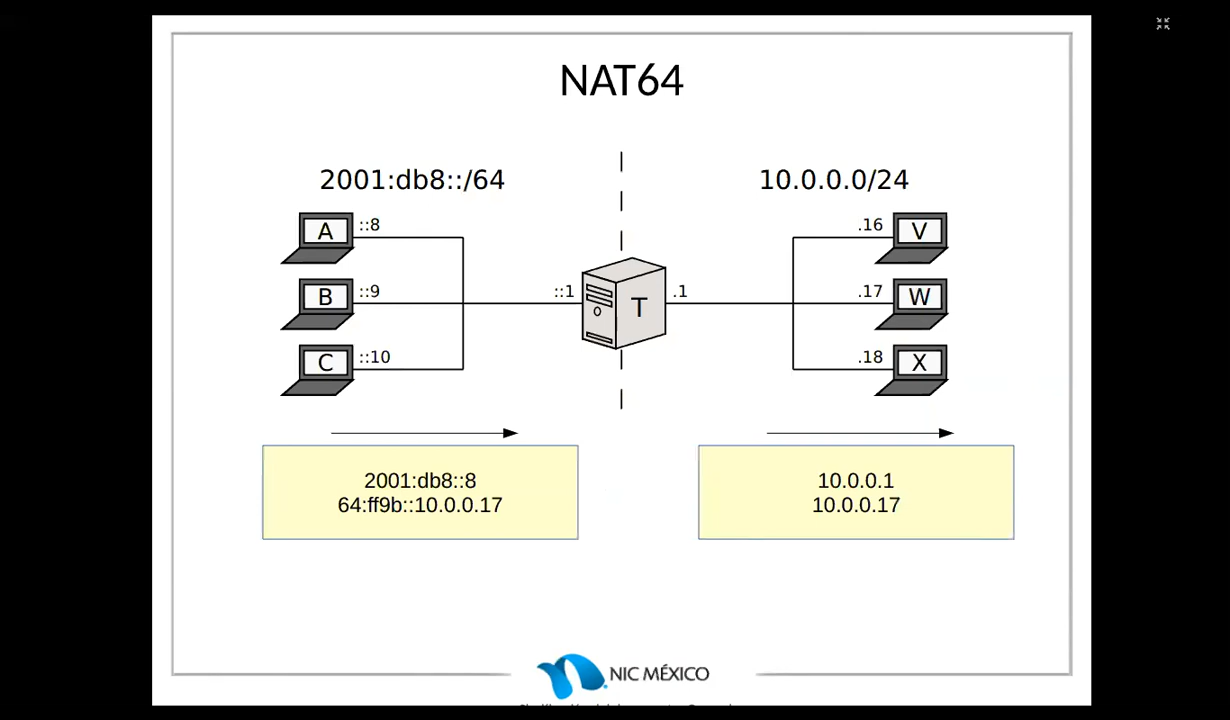 NAT64
2001:db8::/64
10.0.0.0/24
A
::8
.16
V
B
::9
::1
T
.1
.17
W
C
::10
.18
X
2001:db8::8
64:ff9b::10.0.0.17
10.0.0.1
10.0.0.17
NIC MÉXICO